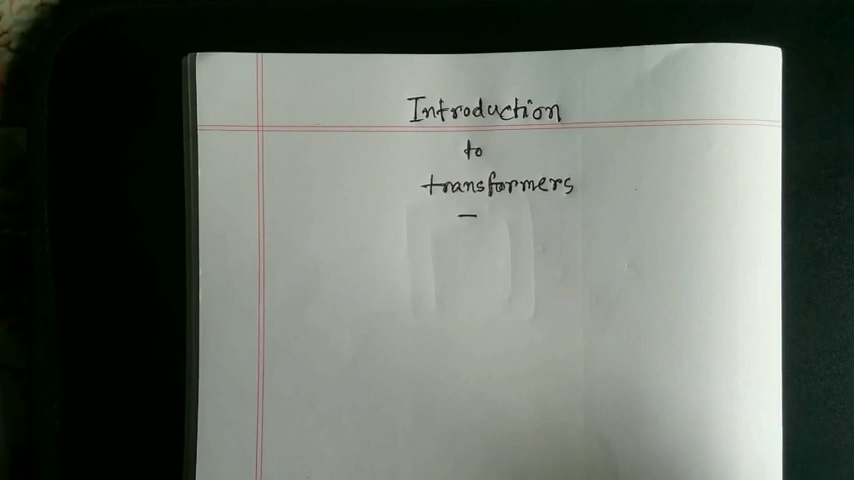 Introduction
to
transformers
—